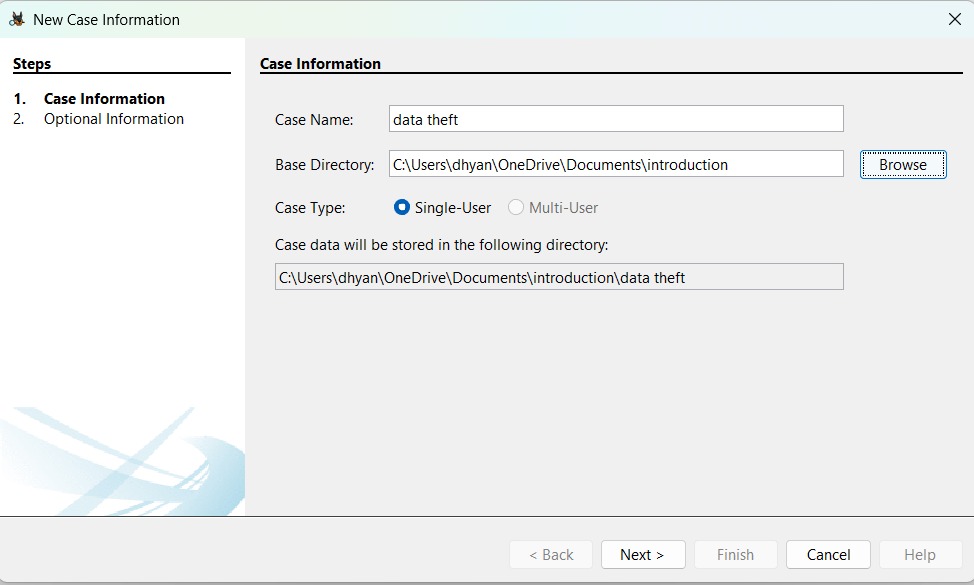 New Case Information
Steps
1. Case Information
2. Optional Information
Case Information
Case Name: data theft
Base Directory: C:\Users\dhyan\OneDrive\Documents\introduction Browse
Case Type: Single-User Multi-User
Case data will be stored in the following directory:
C:\Users\dhyan\OneDrive\Documents\introduction\data theft
< Back Next > Finish Cancel Help